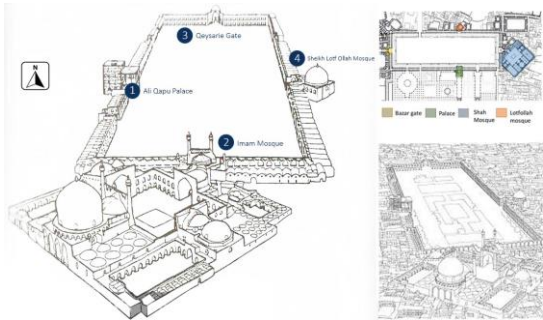 3
Qeysarie Gate
4
Sheikh Lotf Ollah Mosque
N
1
Ali Qapu Palace
2
Imam Mosque
Bazar gate
Palace
Shah
Mosque
Lotfollah
mosque